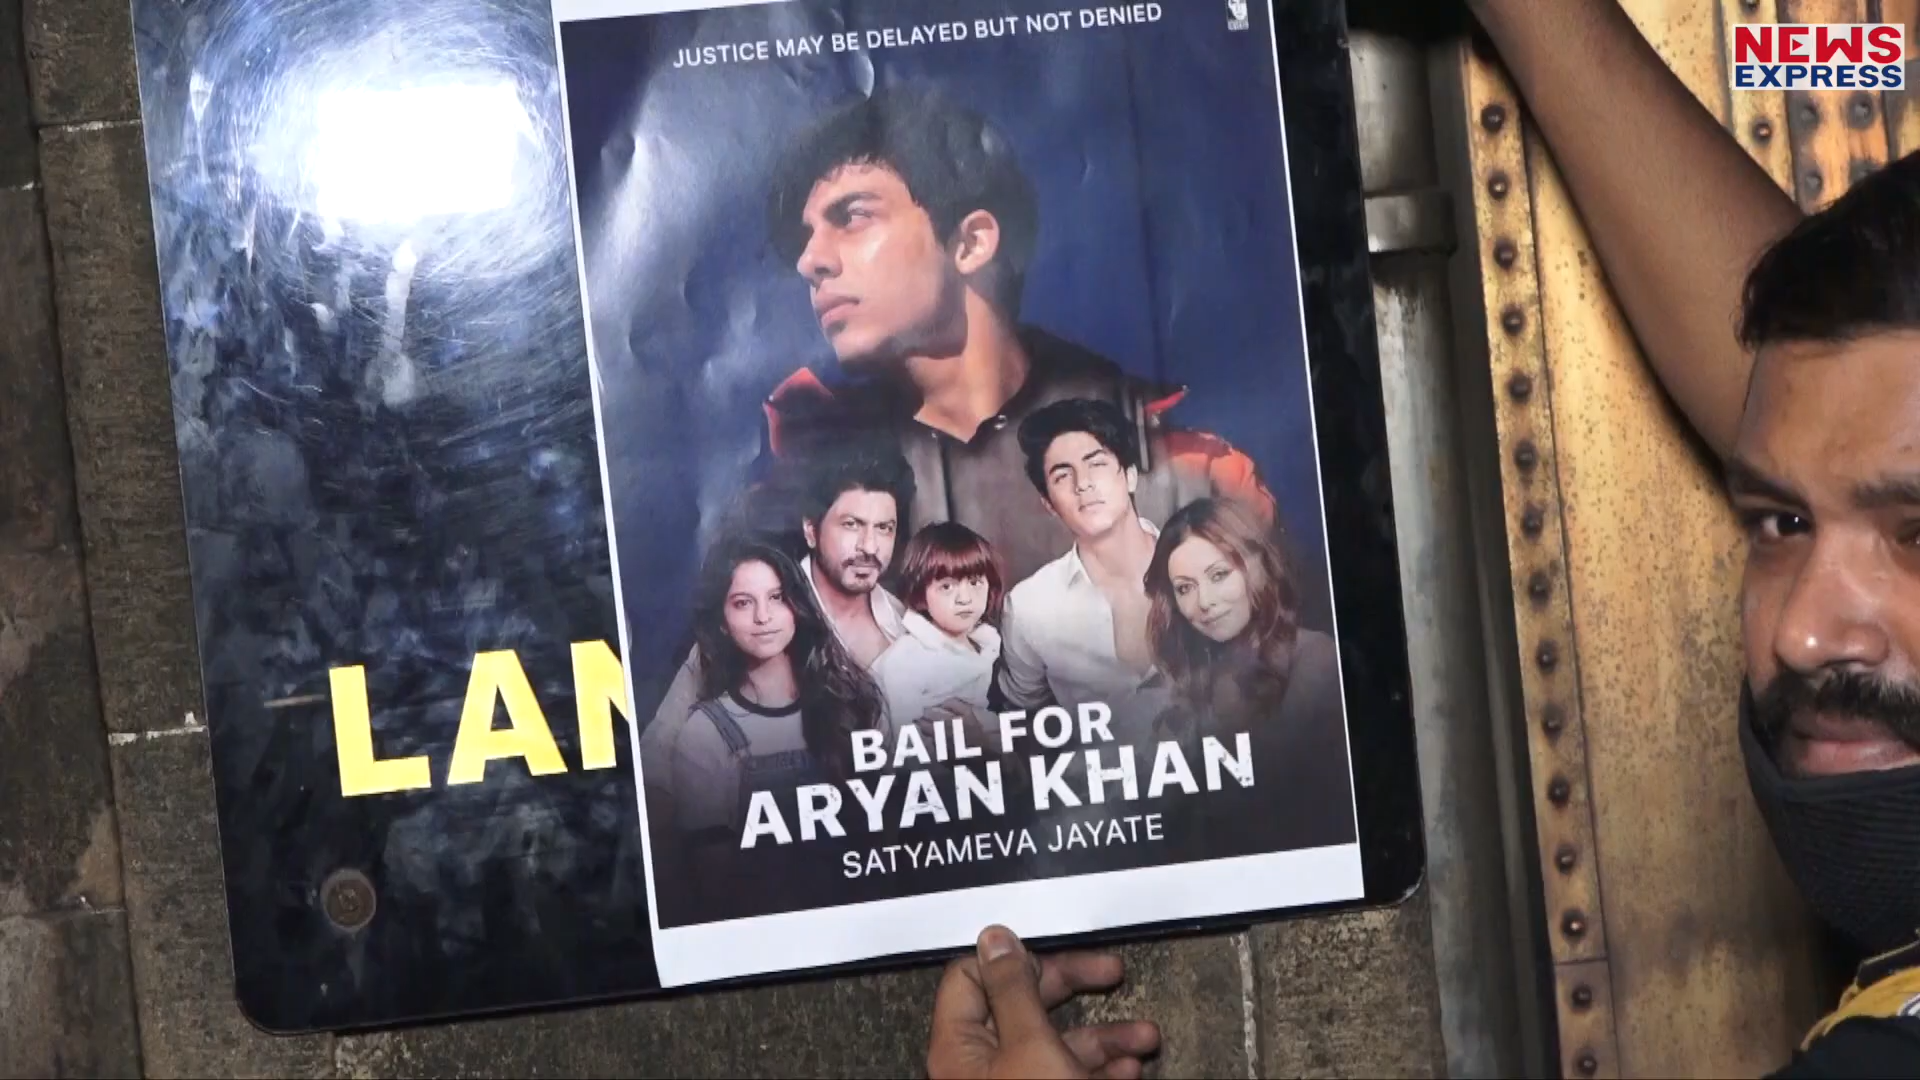 JUSTICE MAY BE DELAYED BUT NOT DENIED
NEWS
EXPRESS
LAN
BAIL FOR
ARYAN KHAN
SATYAMEVA JAYATE